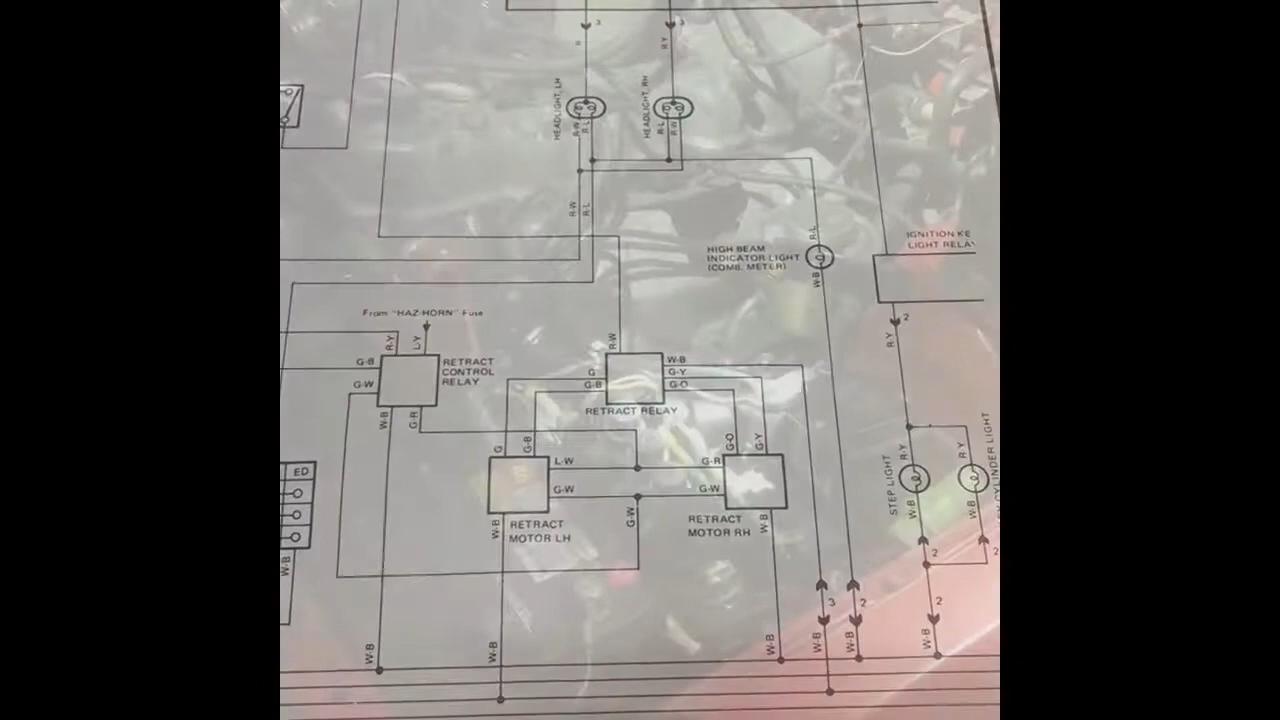 3
3
R
R-Y
HEADLIGHT, LH
HEADLIGHT, RH
R-W
R-L
R-L
R-W
R-W
R-L
R-L
HIGH BEAM
INDICATOR LIGHT
(COMB. METER)
W-B
IGNITION KE
LIGHT RELAY
2
R-Y
From "HAZ-HORN" Fuse
R-Y
L-Y
G-B
G-W
RETRACT
CONTROL
RELAY
W-B
G-R
R-W
G
G-B
W-B
G-Y
G-O
RETRACT RELAY
G
G-B
G-O
G-Y
L-W
G-R
G-W
G-W
W-B
RETRACT
MOTOR LH
G-W
RETRACT
MOTOR RH
W-B
STEP LIGHT
R-Y
R-Y
CYLINDER LIGHT
W-B
W-B
ED
W-B
2
2
3
2
2
W-B
W-B
W-B
W-B
W-B
W-B